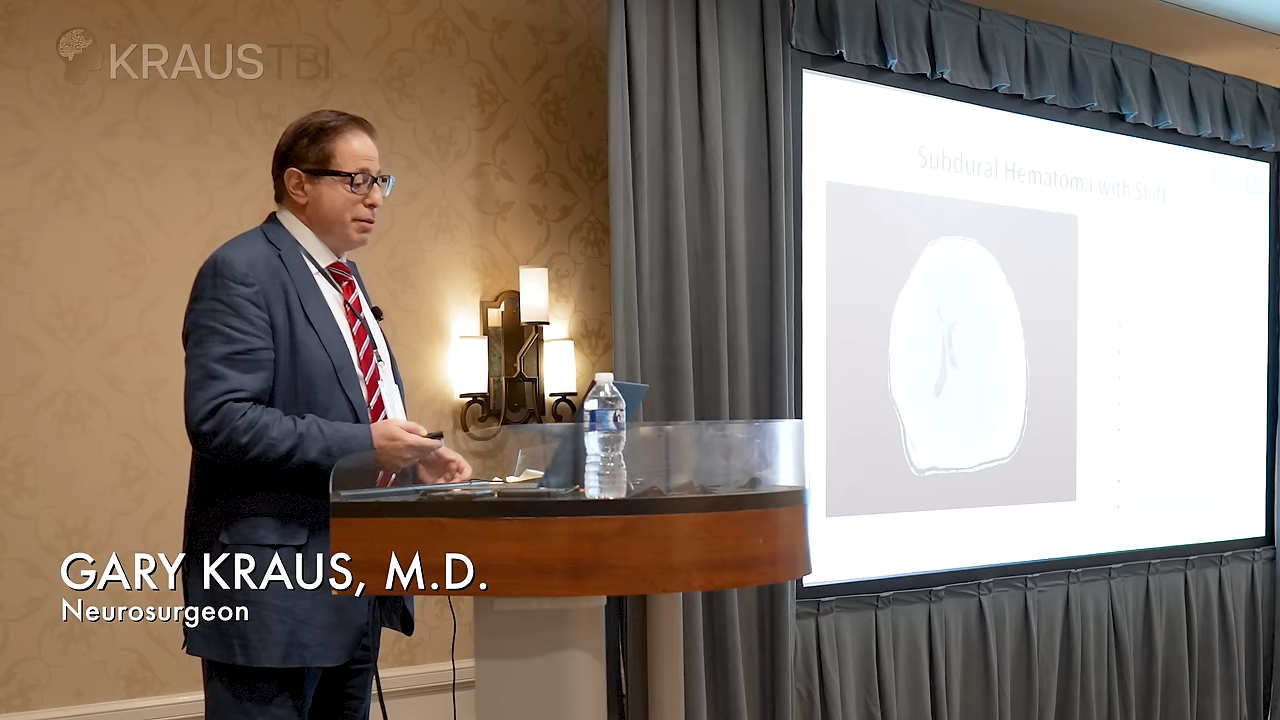 KRAUSTBI
Subdural Hematoma with Shift
GARY KRAUS, M.D.
Neurosurgeon